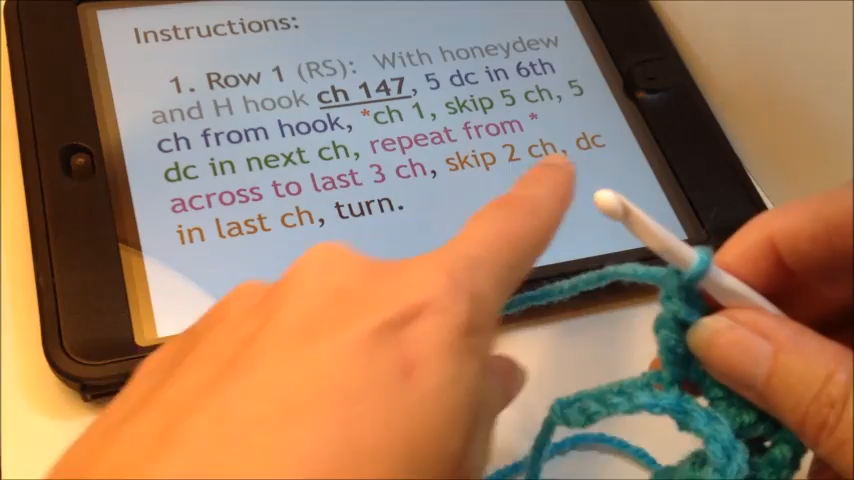 Instructions:
1. Row 1 (RS): With honeydew
and H hook ch 147, 5 dc in 6th
ch from hook, *ch 1, skip 5 ch, 5
dc in next ch, repeat from *
across to last 3 ch, skip 2 ch, dc
in last ch, turn.